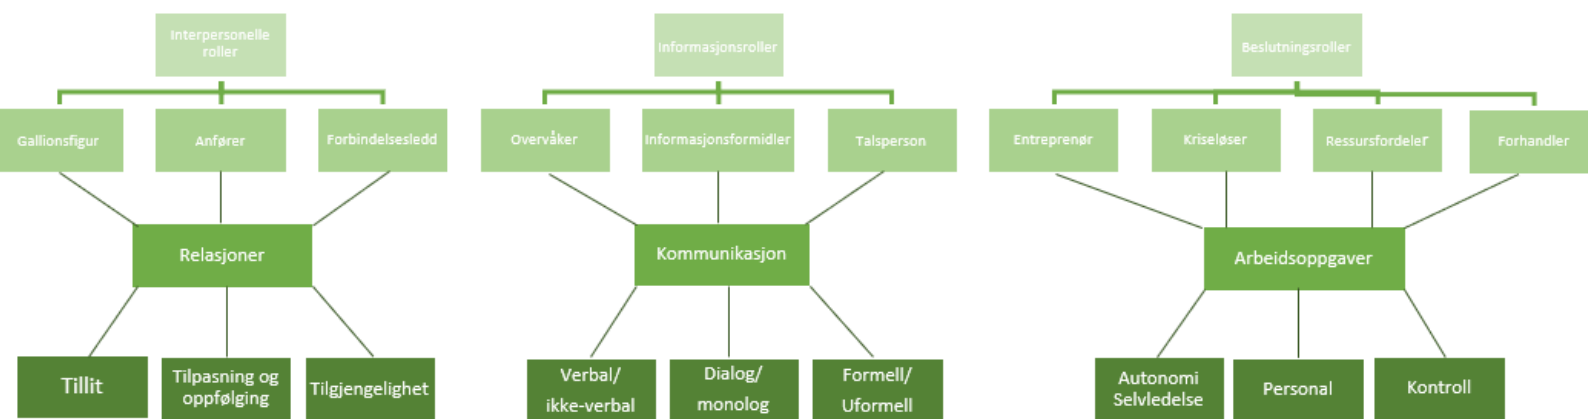 Interpersonelle
roller
Informasjonsroller
Beslutningsroller
Gallionsfigur
Anfører
Forbindelsesledd
Overvåker
Informasjonsformidler
Talsperson
Entreprenør
Kriseløser
Ressursfordeler
Forhandler
Relasjoner
Kommunikasjon
Arbeidsoppgaver
Tillit
Tilpasning og
oppfølging
Tilgjengelighet
Verbal/
ikke-verbal
Dialog/
monolog
Formell/
Uformell
Autonomi
Selvledelse
Personal
Kontroll